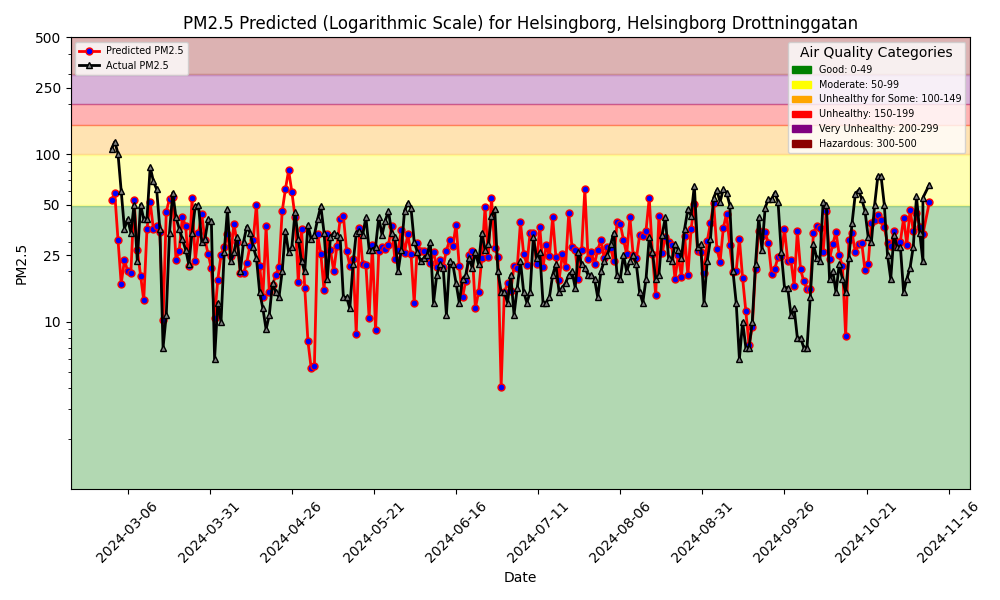 PM2.5 Predicted (Logarithmic Scale) for Helsingborg, Helsingborg Drottninggatan
Predicted PM2.5
Actual PM2.5
Air Quality Categories
Good: 0-49
Moderate: 50-99
Unhealthy for Some: 100-149
Unhealthy: 150-199
Very Unhealthy: 200-299
Hazardous: 300-500
PM2.5
500
250
100
50
25
10
2024-03-06
2024-03-31
2024-04-26
2024-05-21
2024-06-16
2024-07-11
2024-08-06
2024-08-31
2024-09-26
2024-10-21
2024-11-16
Date